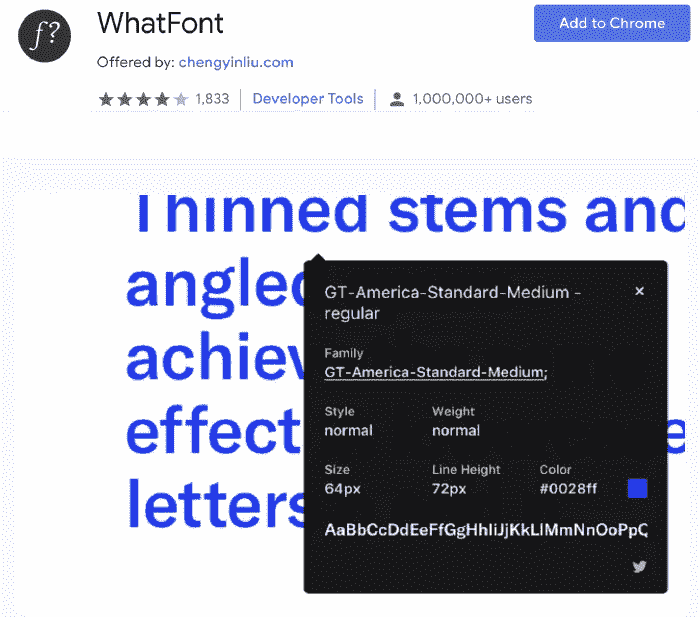 f?
WhatFont
Add to Chrome
Offered by: chengyinliu.com
1,833
Developer Tools
1,000,000+ users
Thinned stems and
angled
achiev
effect
e
letters
GT-America-Standard-Medium -
regular
×
Family
GT-America-Standard-Medium;
Style
Weight
normal
normal
Size
Line Height
Color
64px
72px
#0028ff
AaBbCcDdEeFfGgHhIiJjKkLlMmNnOoPpQ